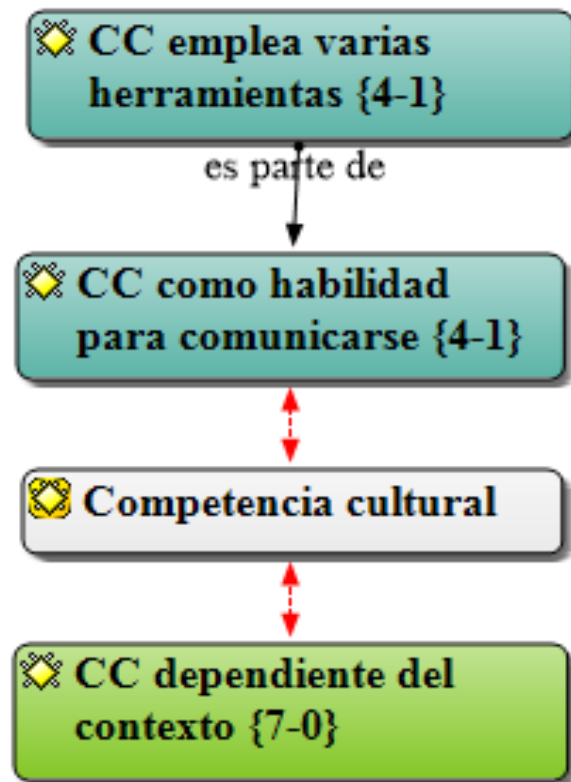 CC emplea varias
herramientas {4-1}
es parte de
CC como habilidad
para comunicarse {4-1}
Competencia cultural
CC dependiente del
contexto {7-0}